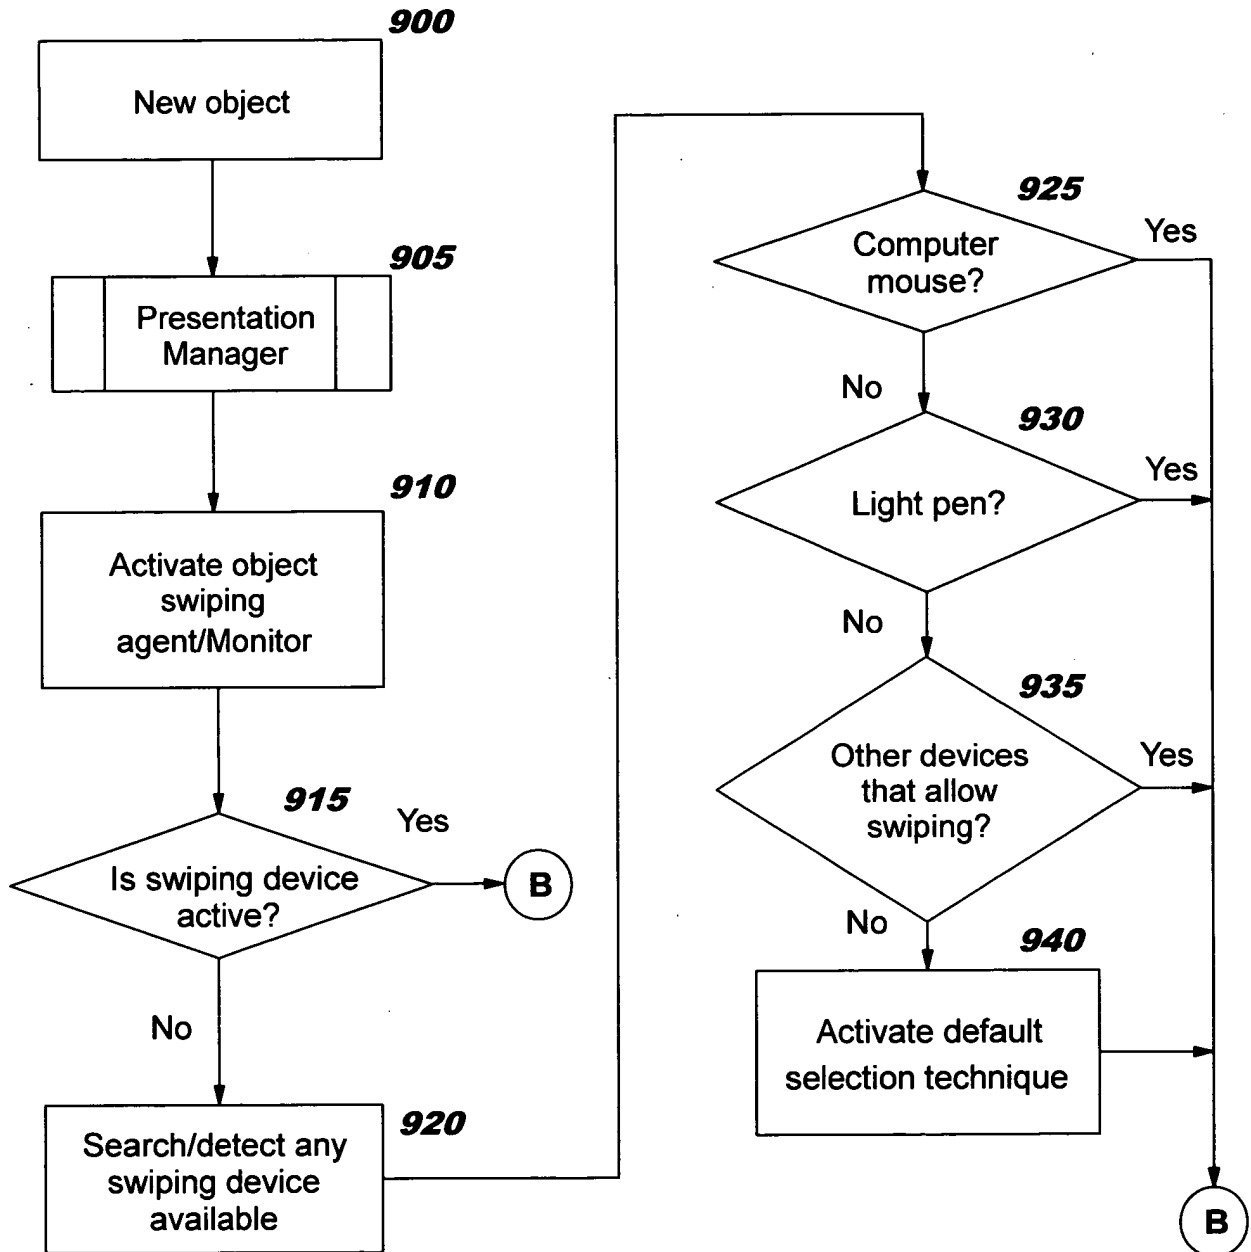 900
New object
905
Presentation
Manager
910
Activate object
swiping
agent/Monitor
915
Yes
Is swiping device
active?
B
No
920
Search/detect any
swiping device
available
925
Computer
mouse?
Yes
No
930
Light pen?
Yes
No
935
Other devices
that allow
swiping?
Yes
No
940
Activate default
selection technique
B